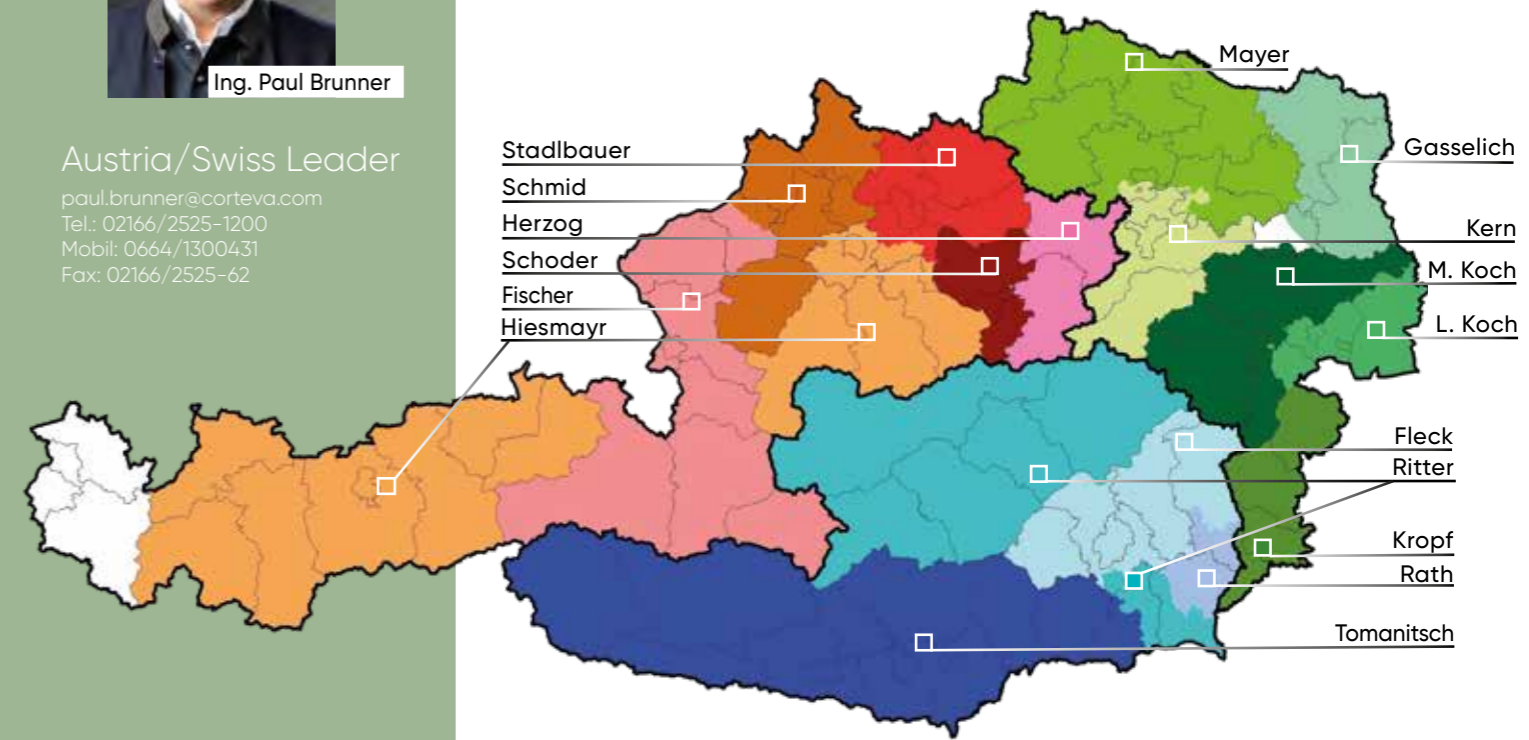 Ing. Paul Brunner
Austria/Swiss Leader
paul.brunner@corteva.com
Tel.: 02166/2525-1200
Mobil: 0664/1300431
Fax: 02166/2525-62
Stadlbauer
Schmid
Herzog
Schoder
Fischer
Hiesmayr
Mayer
Gasselich
Kern
M. Koch
L. Koch
Fleck
Ritter
Kropf
Rath
Tomanitsch